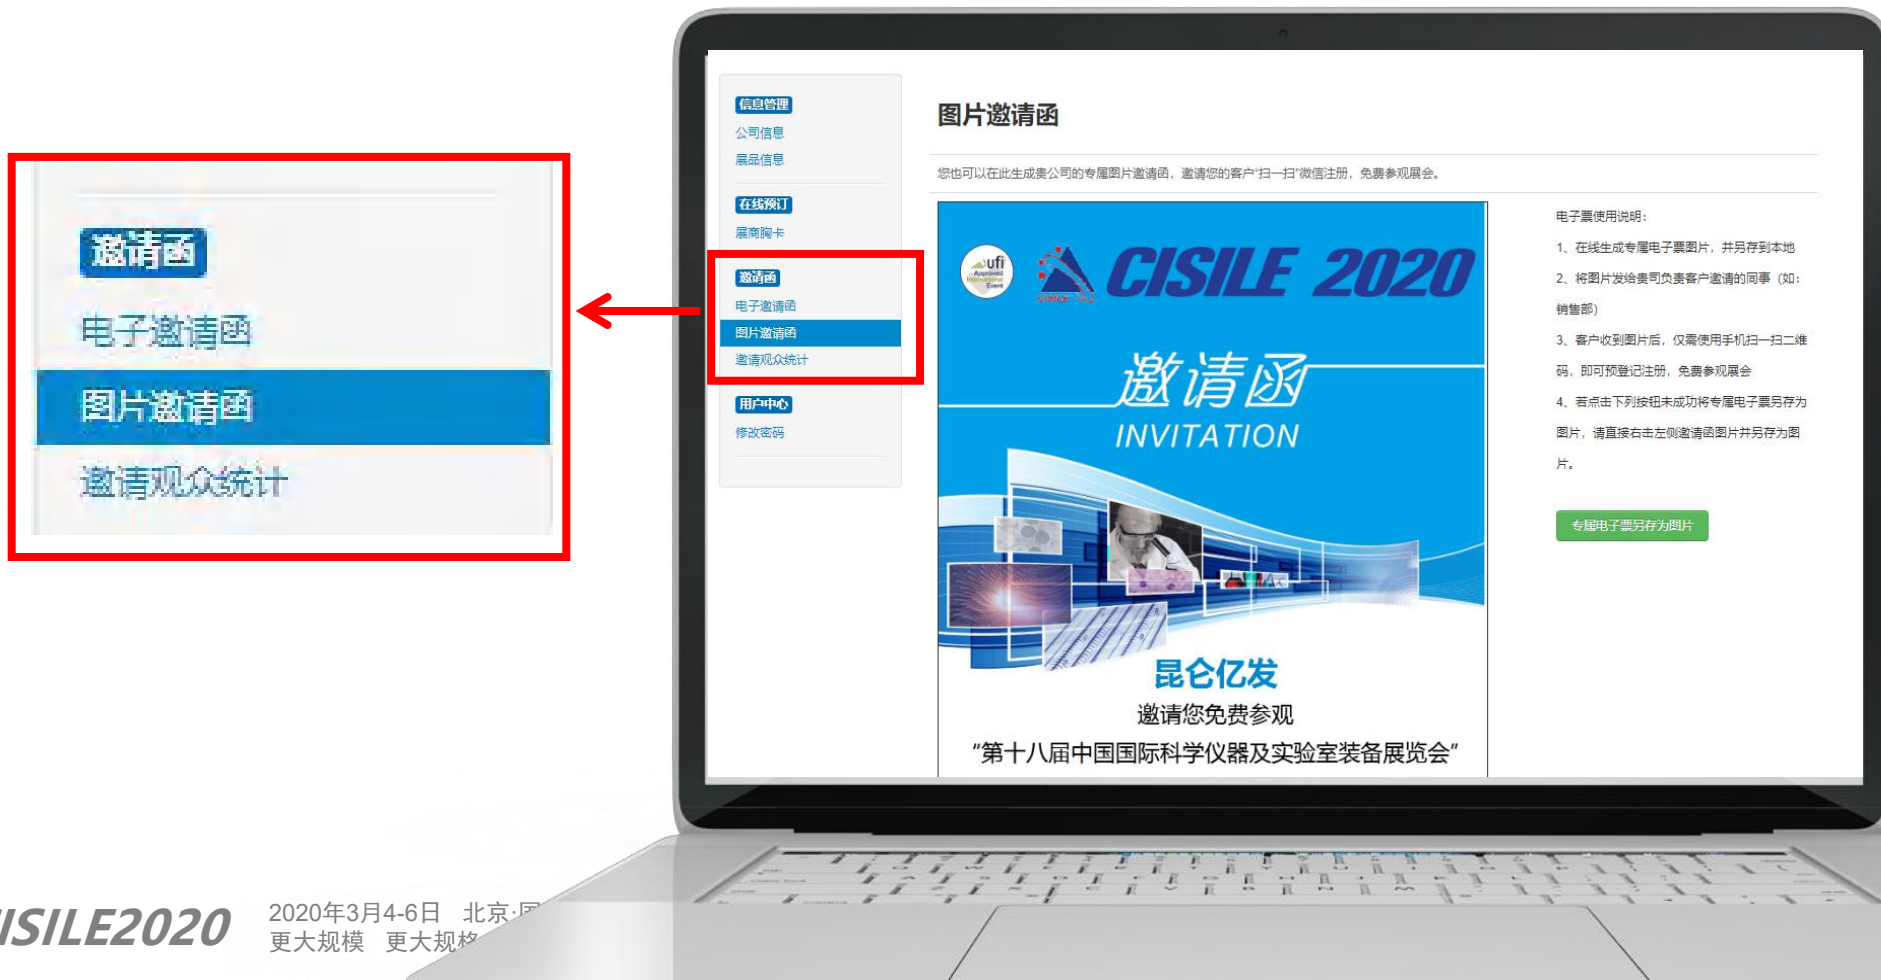 邀请函
电子邀请函
图片邀请函
邀请观众统计
信息管理
公司信息
展品信息
在线预订
展商胸卡
邀请函
电子邀请函
图片邀请函
邀请观众统计
用户中心
修改密码
图片邀请函
您也可以在此生成贵公司的专属图片邀请函，邀请您的客户“扫一扫”微信注册，免费参观展会。
ufi
Approved
International
Event
CISILE 2020
邀请函
INVITATION
昆仑亿发
邀请您免费参观
“第十八届中国国际科学仪器及实验室装备展览会”
电子票使用说明：
1、在线生成专属电子票图片，并另存到本地
2、将图片发给贵司负责客户邀请的同事（如：
销售部）
3、客户收到图片后，仅需使用手机扫一扫二维
码，即可预登记注册，免费参观展会
4、若点击下列按钮未成功将专属电子票另存为
图片，请直接右击左侧邀请函图片并另存为图
片。
专属电子票另存为图片
ISILE2020
2020年3月4-6日 北京·国
更大规模 更大规格